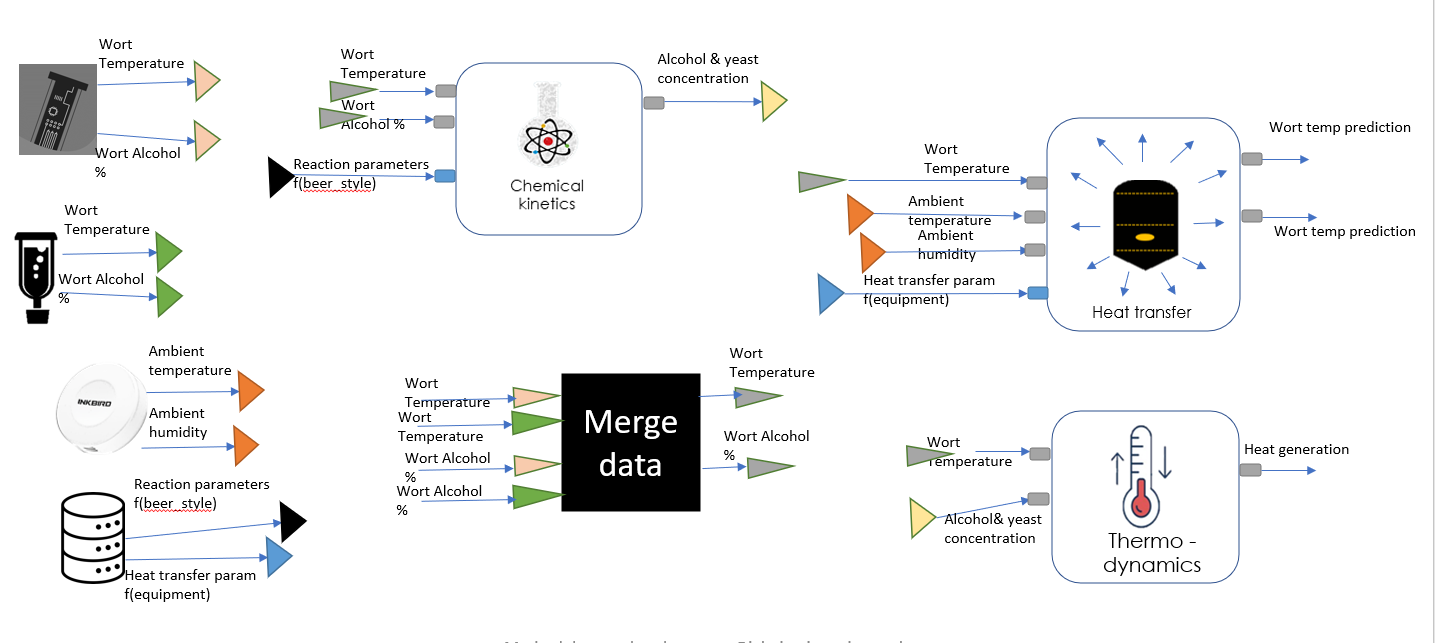 Wort
Temperature
Wort Alcohol
%
Wort
Temperature
Wort Alcohol
%
Ambient
temperature
INKBIRD
Ambient
humidity
Reaction parameters
f(beer_style)
Heat transfer param
f(equipment)
Wort
Temperature
Wort
Alcohol %
Reaction parameters
f(beer_style)
Chemical
kinetics
Alcohol & yeast
concentration
Wort
Temperature
Wort
Temperature
Wort Alcohol
%
Wort Alcohol
%
Merge
data
Wort
Temperature
Wort Alcohol
%
Wort
Temperature
Ambient
temperature
Ambient
humidity
Heat transfer param
f(equipment)
Heat transfer
Wort temp prediction
Wort temp prediction
Wort
Temperature
Alcohol& yeast
concentration
Thermo -
dynamics
Heat generation